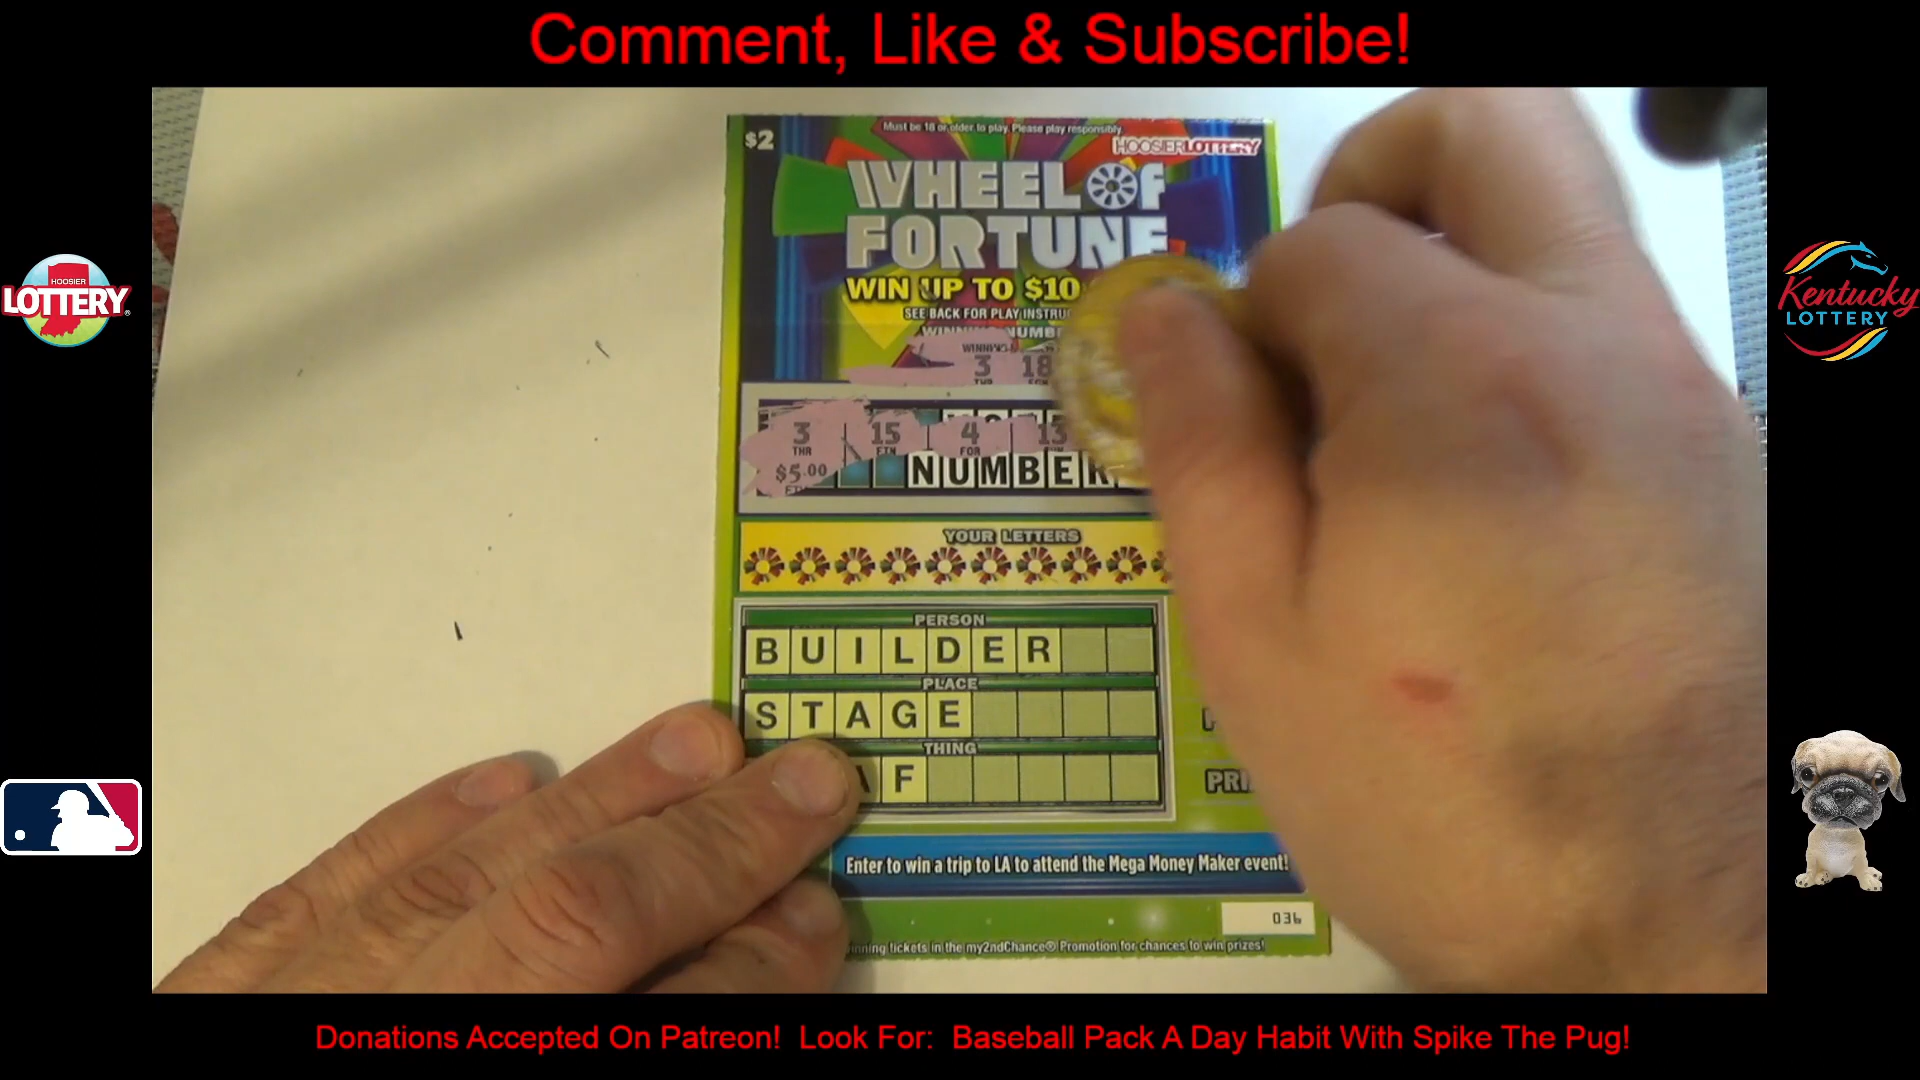 Comment, Like & Subscribe!
$2
Must be 18 or older to play. Please play responsibly.
HOOSIER LOTTERY
WHEEL OF
FORTUNE
WIN UP TO $10
SEE BACK FOR PLAY
3 18
3 15 4 13
THR FTN FOR
$5.00
NUMBER
YOUR LETTERS
PERSON
BUILDER
PLACE
STAGE
THING
Enter to win a trip to LA to attend the Mega Money Maker event!
036
tickets in the my2ndChance® Promotion for chances to win prizes!
HOOSIER
LOTTERY®
Kentucky
LOTTERY
Donations Accepted On Patreon! Look For: Baseball Pack A Day Habit With Spike The Pug!